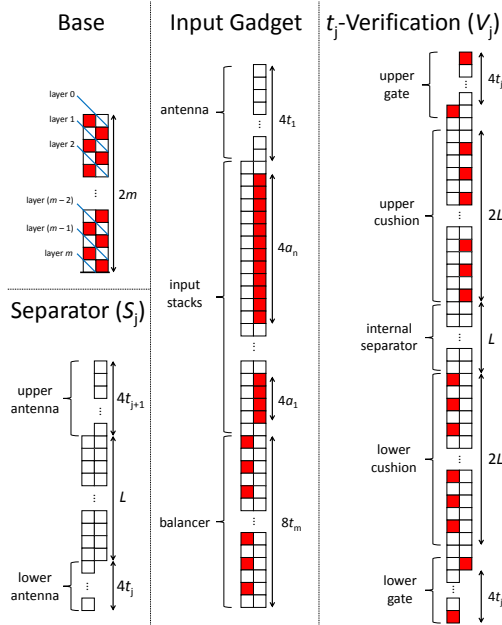 Base
layer 0
layer 1
layer 2
⋮
2m
layer (m − 2)
layer (m − 1)
layer m
Separator (Sj)
upper antenna
4tj+1
⋮
⋮
L
lower antenna
4tj
⋮
Input Gadget
antenna
4t1
⋮
input stacks
4an
⋮
4a1
balancer
8tm
⋮
tj-Verification (Vj)
upper gate
4tj
⋮
upper cushion
2L
⋮
internal separator
L
⋮
lower cushion
2L
⋮
lower gate
4tj
⋮